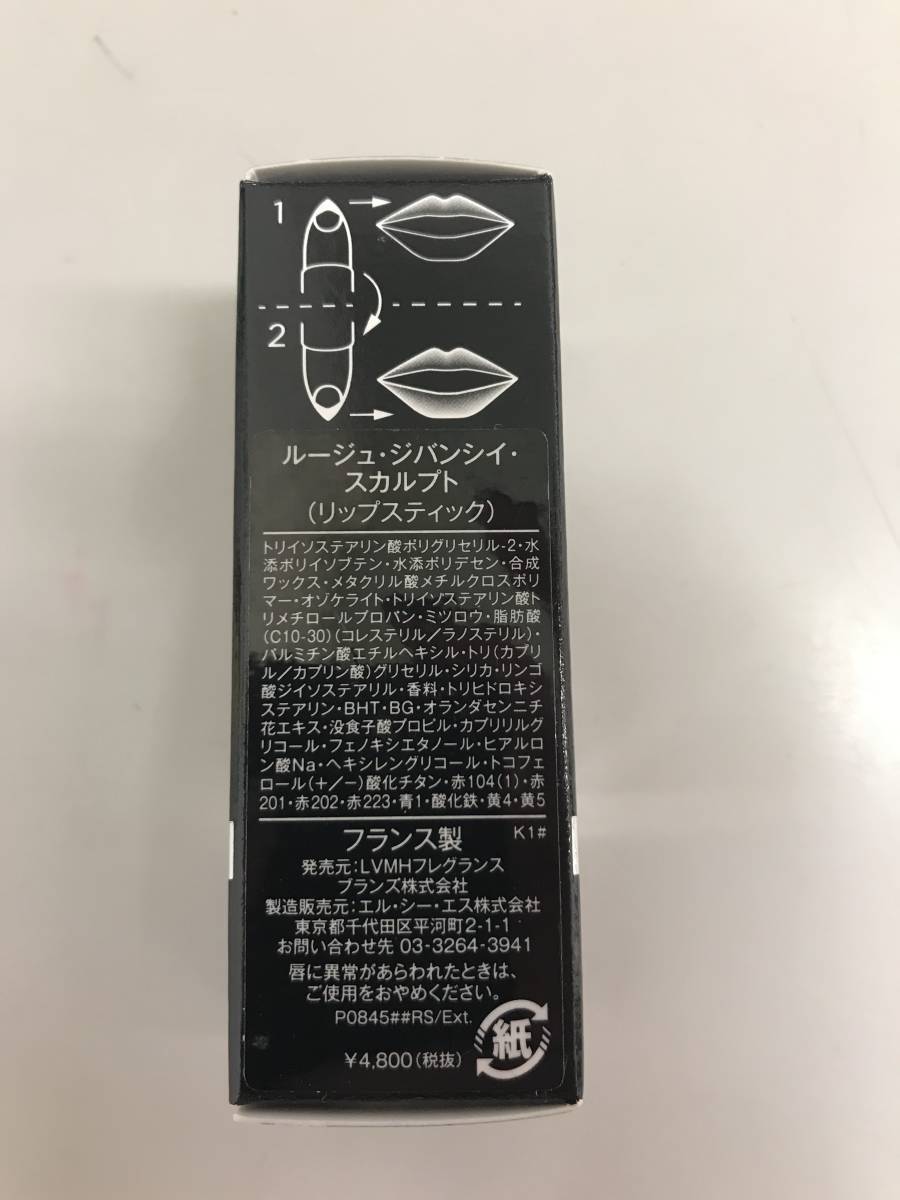 1
2
ルージュ・ジバンシイ・
スカルプト
(リップスティック)
トリイソステアリン酸ポリグリセリル-2・水
添ポリイソブテン・水添ポリデセン・合成
ワックス・メタクリル酸メチルクロスポリ
マー・オゾケライト・トリイソステアリン酸ト
リメチロールプロパン・ミツロウ・脂肪酸
(C10-30)(コレステリル/ラノステリル)・
パルミチン酸エチルヘキシル・トリ(カプリ
ル/カプリン酸)グリセリル・シリカ・リンゴ
酸ジイソステアリル・香料・トリヒドロキシ
ステアリン・BHT・BG・オランダセンニチ
花エキス・没食子酸プロピル・カプリリルグ
リコール・フェノキシエタノール・ヒアルロ
ン酸Na・ヘキシレングリコール・トコフェ
ロール(+/-)酸化チタン・赤104(1)・赤
201・赤202・赤223・青1・酸化鉄・黄4・黄5
フランス製 K1#
発売元:LVMHフレグランス
ブランズ株式会社
製造販売元:エル・シー・エス株式会社
東京都千代田区平河町2-1-1
お問い合わせ先 03-3264-3941
唇に異常があらわれたときは、
ご使用をおやめください。
P0845##RS/Ext.
¥4,800(税抜)
紙